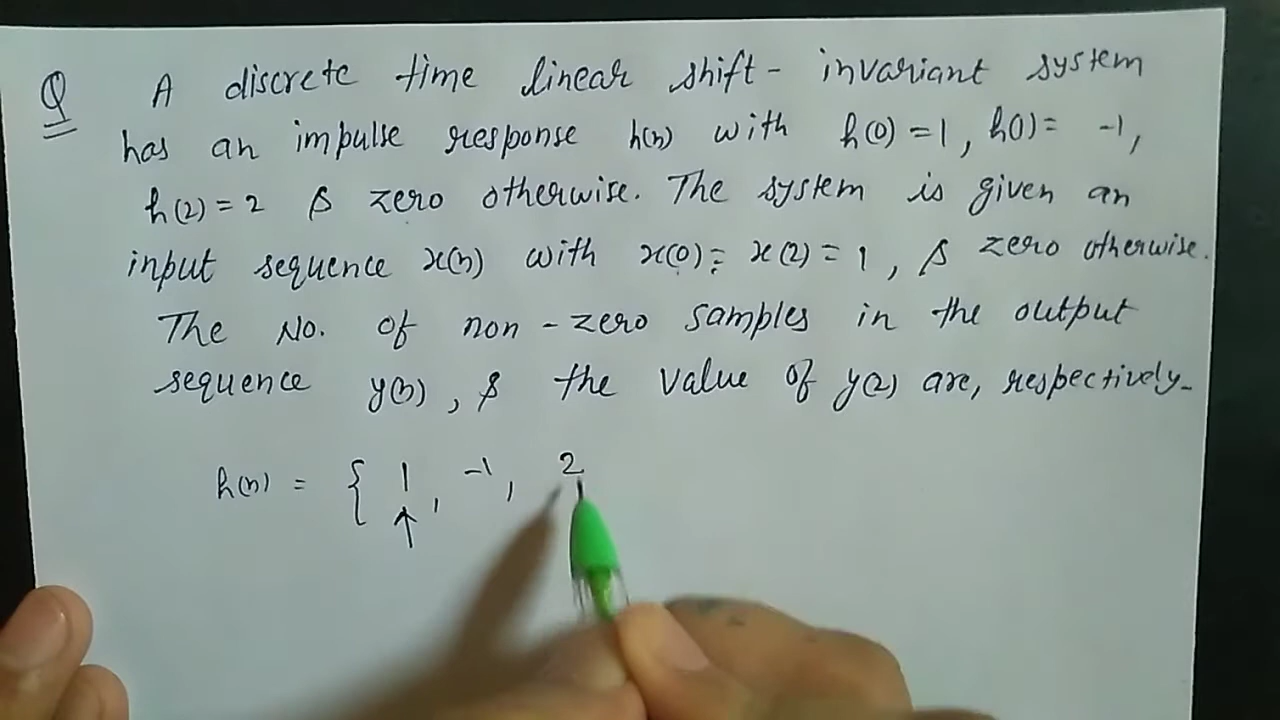 Q A discrete time linear shift - invariant system
has an impulse response h(n) with h(0) = 1, h(1) = -1,
h(2) = 2 & zero otherwise. The system is given an
input sequence x(n) with x(0) = x(2) = 1, & zero otherwise.
The No. of non-zero samples in the output
sequence y(n), & the value of y(2) are, respectively-
h(n) = { 1, -1, 2
↑